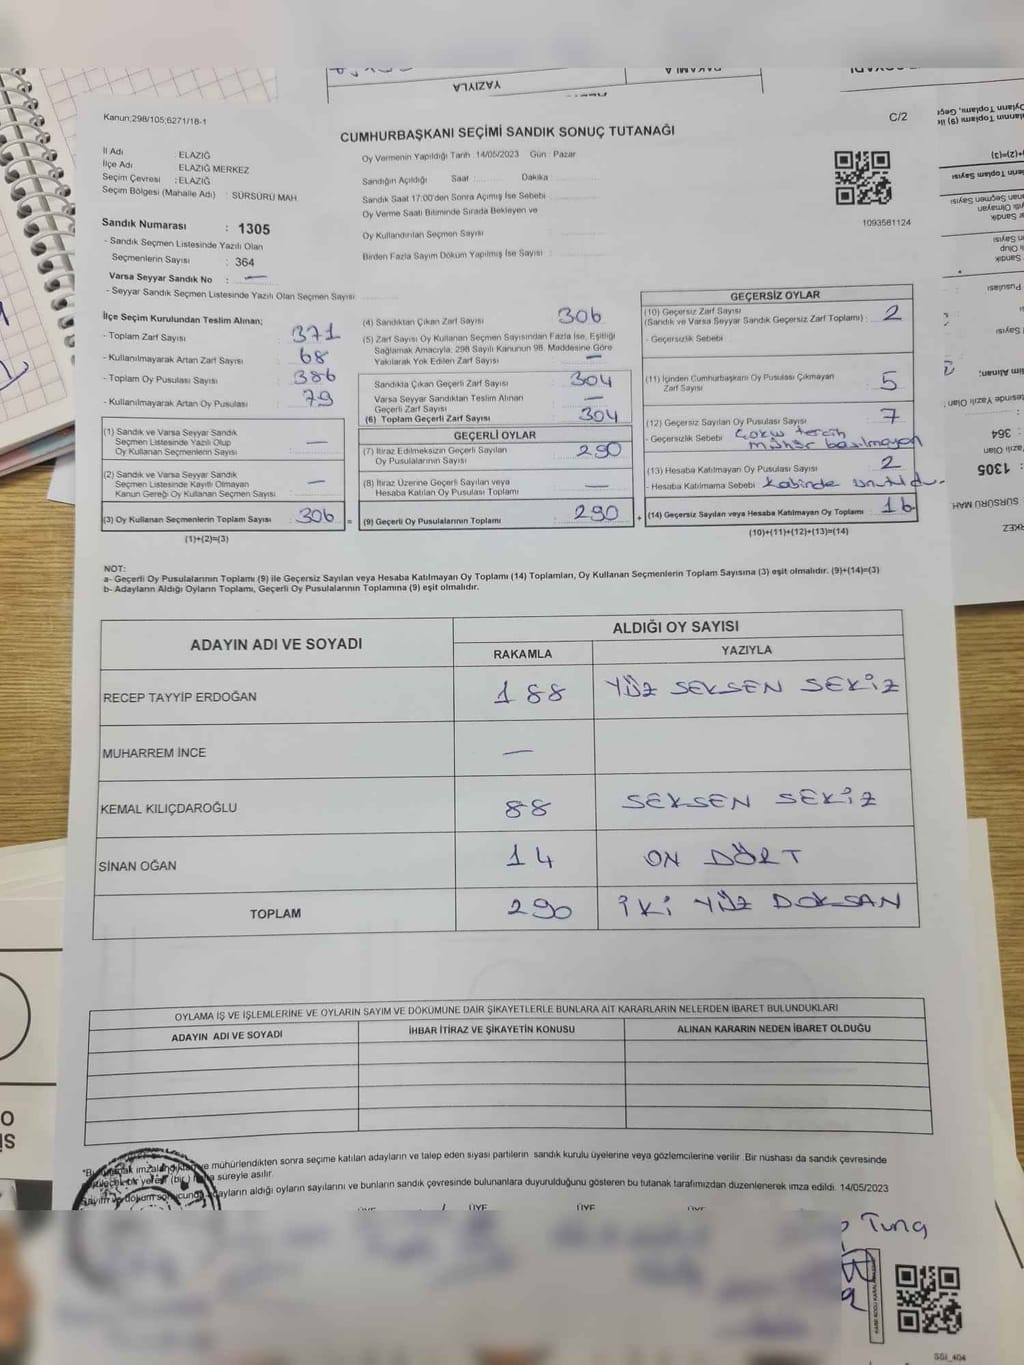 YAZIYLA
Kanun;298/105;6271/18-1
C/2
CUMHURBAŞKANI SEÇİMİ SANDIK SONUÇ TUTANAĞI
İl Adı : ELAZIĞ
İlçe Adı : ELAZIĞ MERKEZ
Seçim Çevresi : ELAZIĞ
Seçim Bölgesi (Mahalle Adı) : SÜRSÜRÜ MAH
Oy Vermenin Yapıldığı Tarih :14/05/2023 Gün : Pazar
Sandığın Açıldığı Saat : Dakika :
Sandık Saat 17:00'den Sonra Açımış İse Sebebi :
Oy Verme Saati Bitiminde Sırada Bekleyen ve
Oy Kullandırılan Seçmen Sayısı
Birden Fazla Sayım Döküm Yapılmış İse Sayısı :
1093561124
Sandık Numarası : 1305
- Sandık Seçmen Listesinde Yazılı Olan
Seçmenlerin Sayısı : 364
Varsa Seyyar Sandık No : —
- Seyyar Sandık Seçmen Listesinde Yazılı Olan Seçmen Sayısı
İlçe Seçim Kurulundan Teslim Alınan;
- Toplam Zarf Sayısı : 371
- Kullanılmayarak Artan Zarf Sayısı : 68
- Toplam Oy Pusulası Sayısı : 386
- Kullanılmayarak Artan Oy Pusulası : 79
(1) Sandık ve Varsa Seyyar Sandık
Seçmen Listesinde Yazılı Olup
Oy Kullanan Seçmenlerin Sayısı : —
(2) Sandık ve Varsa Seyyar Sandık
Seçmen Listesinde Kayıtlı Olmayan
Kanun Gereği Oy Kullanan Seçmen Sayısı : —
(3) Oy Kullanan Seçmenlerin Toplam Sayısı : 306 =
(1)+(2)=(3)
(4) Sandıktan Çıkan Zarf Sayısı : 306
(5) Zarf Sayısı Oy Kullanan Seçmen Sayısından Fazla İse, Eşitliği
Sağlamak Amacıyla; 298 Sayılı Kanunun 98. Maddesine Göre
Yakılarak Yok Edilen Zarf Sayısı : —
Sandıkta Çıkan Geçerli Zarf Sayısı : 304
Varsa Seyyar Sandıktan Teslim Alınan
Geçerli Zarf Sayısı : —
(6) Toplam Geçerli Zarf Sayısı : 304
GEÇERLİ OYLAR
(7) İtiraz Edilmeksizin Geçerli Sayılan
Oy Pusulalarının Sayısı : 290
(8) İtiraz Üzerine Geçerli Sayılan veya
Hesaba Katılan Oy Pusulası Toplamı : —
(9) Geçerli Oy Pusulalarının Toplamı : 290 +
GEÇERSİZ OYLAR
(10) Geçersiz Zarf Sayısı
(Sandık ve Varsa Seyyar Sandık Geçersiz Zarf Toplamı) : 2
- Geçersizlik Sebebi
(11) İçinden Cumhurbaşkanı Oy Pusulası Çıkmayan
Zarf Sayısı : 5
(12) Geçersiz Sayılan Oy Pusulası Sayısı : 7
- Geçersizlik Sebebi : tercih
mühür basılmayan
(13) Hesaba Katılmayan Oy Pusulası Sayısı : 2
- Hesaba Katılmama Sebebi : Kabinde unuttu.
(14) Geçersiz Sayılan veya Hesaba Katılmayan Oy Toplamı : 16
(10)+(11)+(12)+(13)=(14)
NOT:
a- Geçerli Oy Pusulalarının Toplamı (9) ile Geçersiz Sayılan veya Hesaba Katılmayan Oy Toplamı (14) Toplamları, Oy Kullanan Seçmenlerin Toplam Sayısına (3) eşit olmalıdır. (9)+(14)=(3)
b- Adayların Aldığı Oyların Toplamı, Geçerli Oy Pusulalarının Toplamına (9) eşit olmalıdır.
ADAYIN ADI VE SOYADI
ALDIĞI OY SAYISI
RAKAMLA YAZIYLA
RECEP TAYYİP ERDOĞAN 188 YÜZ SEKSEN SEKİZ
MUHARREM İNCE —
KEMAL KILIÇDAROĞLU 88 SEKSEN SEKİZ
SİNAN OĞAN 14 ON DÖRT
TOPLAM 290 İKİ YÜZ DOKSAN
OYLAMA İŞ VE İŞLEMLERİNE VE OYLARIN SAYIM VE DÖKÜMÜNE DAİR ŞİKAYETLERLE BUNLARA AİT KARARLARIN NELERDEN İBARET BULUNDUKLARI
ADAYIN ADI VE SOYADI İHBAR İTİRAZ VE ŞİKAYETİN KONUSU ALINAN KARARIN NEDEN İBARET OLDUĞU
mühürlendikten sonra seçime katılan adayların ve talep eden siyasi partilerin sandık kurulu üyelerine veya gözlemcilerine verilir. Bir nüshası da sandık çevresinde
süreyle asılır.
adayların aldığı oyların sayılarını ve bunların sandık çevresinde bulunanlara duyurulduğunu gösteren bu tutanak tarafımızdan düzenlenerek imza edildi. 14/05/2023
ÜYE ÜYE ÜYE
Tunç
SSİ_404